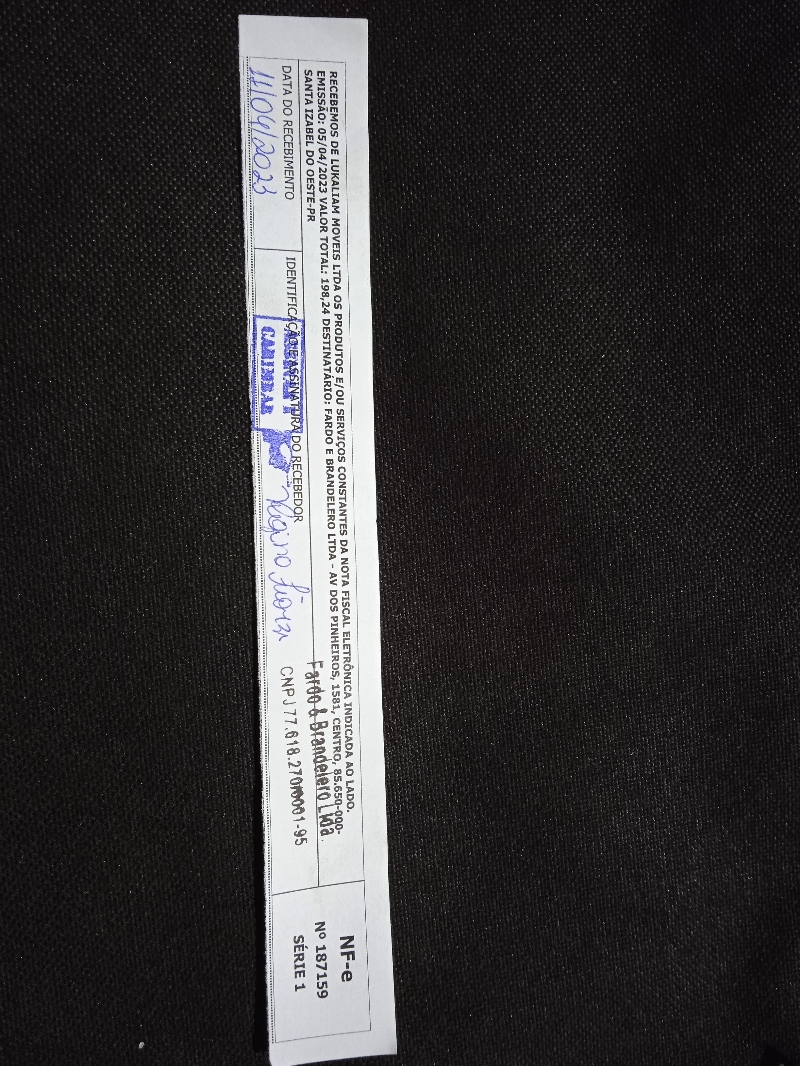 RECEBEMOS DE LUKALIAM MOVEIS LTDA OS PRODUTOS E/OU SERVIÇOS CONSTANTES DA NOTA FISCAL ELETRÔNICA INDICADA AO LADO.
EMISSÃO: 05/04/2023 VALOR TOTAL: 198,24 DESTINATÁRIO: FARDO E BRANDELERO LTDA - AV DOS PINHEIROS, 1581, CENTRO, 85.650-000-
SANTA IZABEL DO OESTE-PR
DATA DO RECEBIMENTO
11/04/2023
IDENTIFICAÇÃO E ASSINATURA DO RECEBEDOR
CARIMBAR
Fardo & Brandelero Ltda.
CNPJ 77.618.270/0001-95
NF-e
Nº 187159
SÉRIE 1